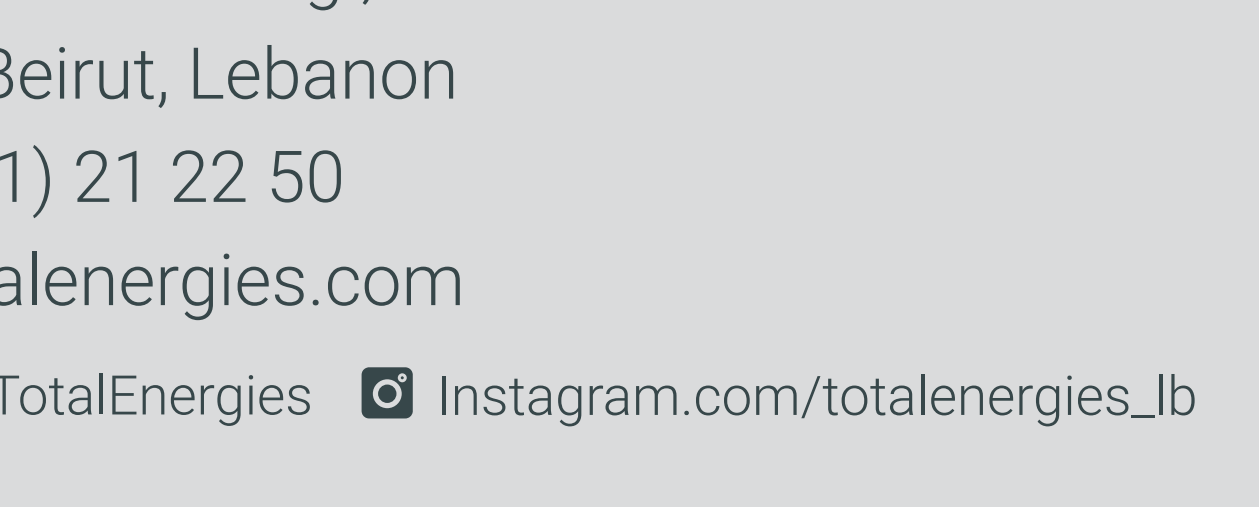 Beirut, Lebanon
1) 21 22 50
alenergies.com
TotalEnergies Instagram.com/totalenergies_lb